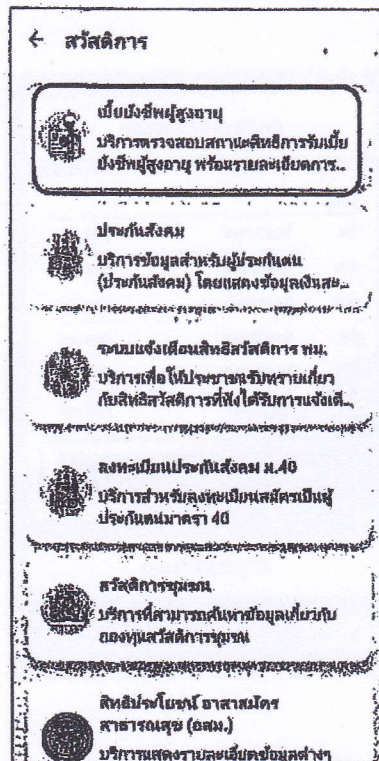 ← สวัสดิการ
เบี้ยยังชีพผู้สูงอายุ
บริการตรวจสอบสถานะสิทธิการรับเบี้ย
ยังชีพผู้สูงอายุ พร้อมรายละเอียดการ...
ประกันสังคม
บริการข้อมูลสำหรับผู้ประกันตน
(ประกันสังคม) โดยแสดงข้อมูลเงินสะ...
ระบบแจ้งเตือนสิทธิสวัสดิการ พม.
บริการเพื่อให้ประชาชนรับทราบเกี่ยว
กับสิทธิสวัสดิการที่พึงได้รับการแจ้งเตื...
ลงทะเบียนประกันสังคม ม.40
บริการสำหรับลงทะเบียนสมัครเป็นผู้
ประกันตนมาตรา 40
สวัสดิการชุมชน
บริการที่สามารถค้นหาข้อมูลเกี่ยวกับ
กองทุนสวัสดิการชุมชน
สิทธิประโยชน์ อาสาสมัคร
สาธารณสุข (อสม.)
บริการแสดงรายละเอียดข้อมูลต่างๆ